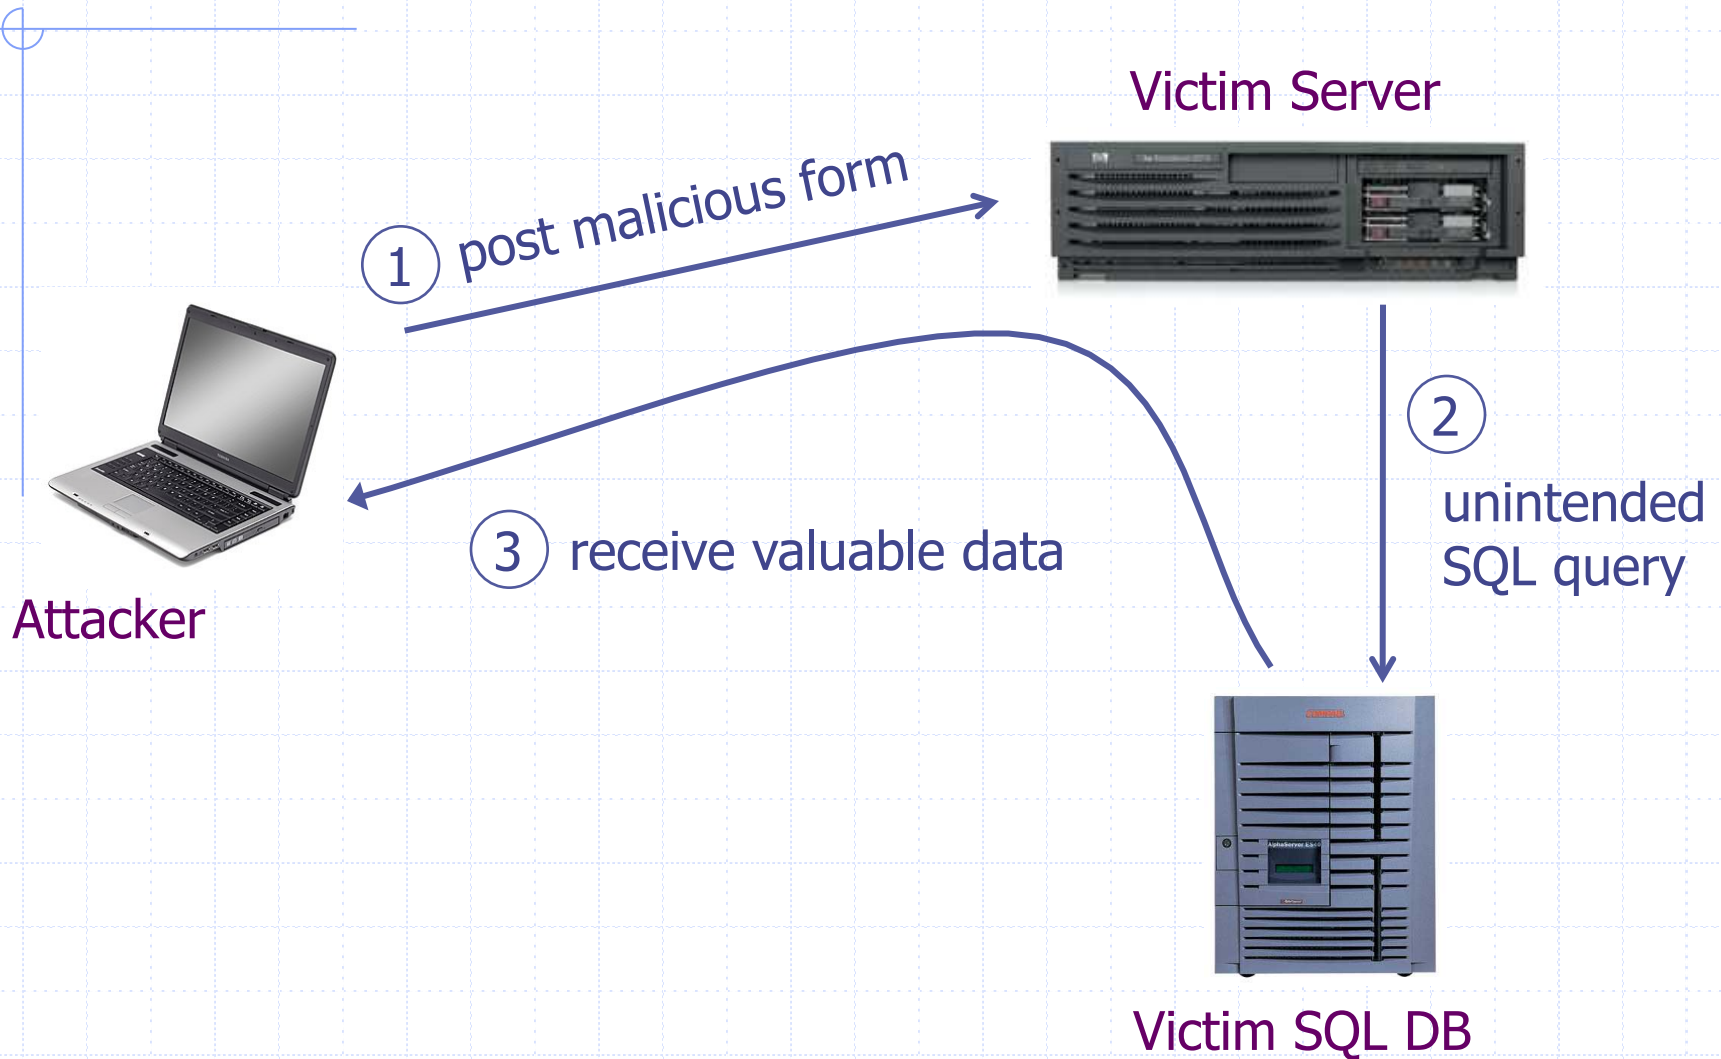 Victim Server
1 post malicious form
2
unintended
SQL query
3 receive valuable data
Attacker
Victim SQL DB